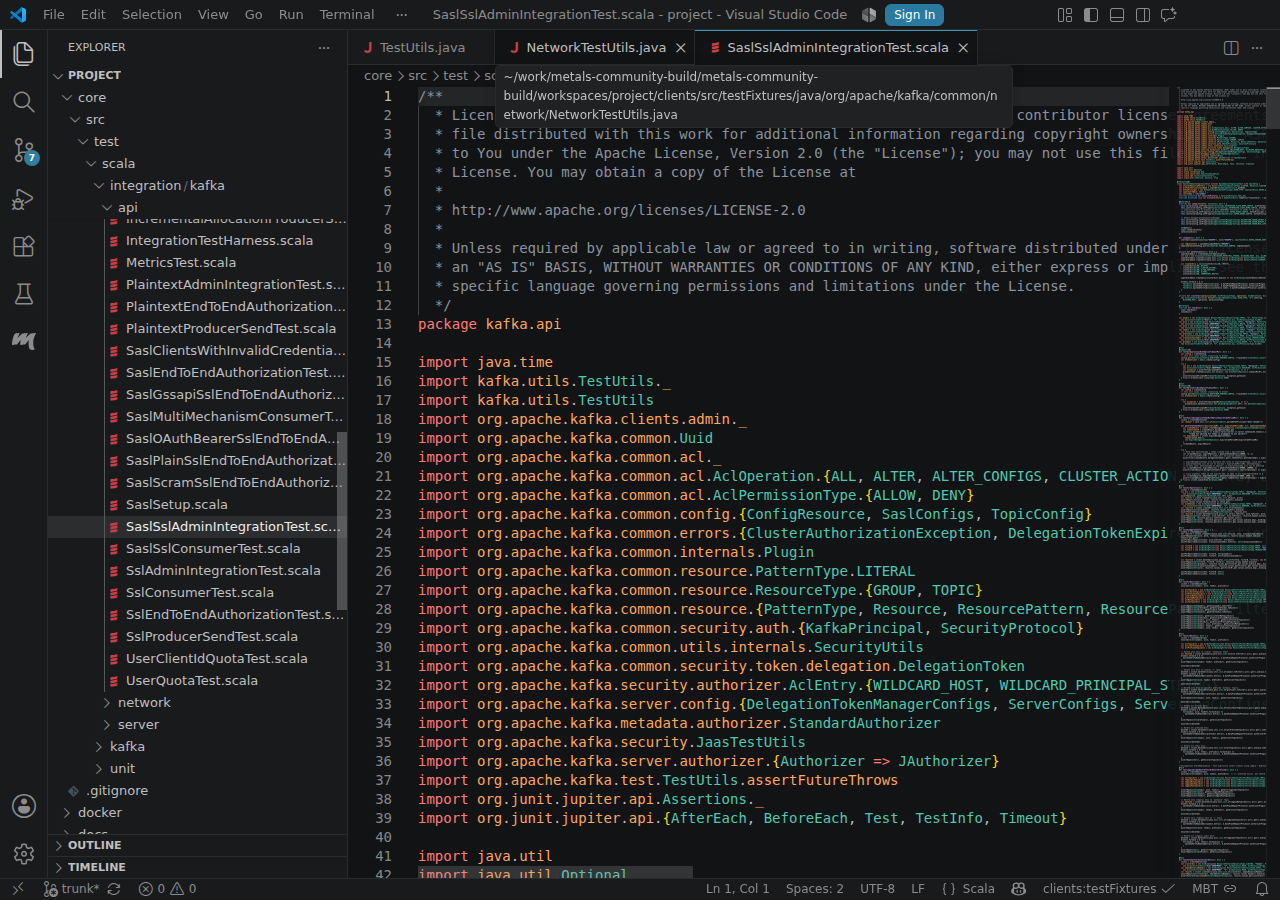 File Edit Selection View Go Run Terminal ··· SaslSslAdminIntegrationTest.scala - project - Visual Studio Code Sign In
EXPLORER ···
PROJECT
core
src
test
scala
integration / kafka
api
IncrementalAllocationProducerS...
IntegrationTestHarness.scala
MetricsTest.scala
PlaintextAdminIntegrationTest.s...
PlaintextEndToEndAuthorization...
PlaintextProducerSendTest.scala
SaslClientsWithInvalidCredentia...
SaslEndToEndAuthorizationTest....
SaslGssapiSslEndToEndAuthoriz...
SaslMultiMechanismConsumerT...
SaslOAuthBearerSslEndToEndA...
SaslPlainSslEndToEndAuthorizat...
SaslScramSslEndToEndAuthoriz...
SaslSetup.scala
SaslSslAdminIntegrationTest.sc...
SaslSslConsumerTest.scala
SslAdminIntegrationTest.scala
SslConsumerTest.scala
SslEndToEndAuthorizationTest.s...
SslProducerSendTest.scala
UserClientIdQuotaTest.scala
UserQuotaTest.scala
network
server
kafka
unit
.gitignore
docker
docs
OUTLINE
TIMELINE
7
TestUtils.java NetworkTestUtils.java SaslSslAdminIntegrationTest.scala ···
core > src > test > sc
~/work/metals-community-build/metals-community-
build/workspaces/project/clients/src/testFixtures/java/org/apache/kafka/common/n
etwork/NetworkTestUtils.java
1 /**
2 * Licen contributor license
3 * file distributed with this work for additional information regarding copyright owners
4 * to You under the Apache License, Version 2.0 (the "License"); you may not use this fil
5 * License. You may obtain a copy of the License at
6 *
7 * http://www.apache.org/licenses/LICENSE-2.0
8 *
9 * Unless required by applicable law or agreed to in writing, software distributed under
10 * an "AS IS" BASIS, WITHOUT WARRANTIES OR CONDITIONS OF ANY KIND, either express or impl
11 * specific language governing permissions and limitations under the License.
12 */
13 package kafka.api
14
15 import java.time
16 import kafka.utils.TestUtils._
17 import kafka.utils.TestUtils
18 import org.apache.kafka.clients.admin._
19 import org.apache.kafka.common.Uuid
20 import org.apache.kafka.common.acl._
21 import org.apache.kafka.common.acl.AclOperation.{ALL, ALTER, ALTER_CONFIGS, CLUSTER_ACTIO
22 import org.apache.kafka.common.acl.AclPermissionType.{ALLOW, DENY}
23 import org.apache.kafka.common.config.{ConfigResource, SaslConfigs, TopicConfig}
24 import org.apache.kafka.common.errors.{ClusterAuthorizationException, DelegationTokenExpi
25 import org.apache.kafka.common.internals.Plugin
26 import org.apache.kafka.common.resource.PatternType.LITERAL
27 import org.apache.kafka.common.resource.ResourceType.{GROUP, TOPIC}
28 import org.apache.kafka.common.resource.{PatternType, Resource, ResourcePattern, Resource
29 import org.apache.kafka.common.security.auth.{KafkaPrincipal, SecurityProtocol}
30 import org.apache.kafka.common.utils.internals.SecurityUtils
31 import org.apache.kafka.common.security.token.delegation.DelegationToken
32 import org.apache.kafka.security.authorizer.AclEntry.{WILDCARD_HOST, WILDCARD_PRINCIPAL_ST
33 import org.apache.kafka.server.config.{DelegationTokenManagerConfigs, ServerConfigs, Serv
34 import org.apache.kafka.metadata.authorizer.StandardAuthorizer
35 import org.apache.kafka.security.JaasTestUtils
36 import org.apache.kafka.server.authorizer.{Authorizer => JAuthorizer}
37 import org.apache.kafka.test.TestUtils.assertFutureThrows
38 import org.junit.jupiter.api.Assertions._
39 import org.junit.jupiter.api.{AfterEach, BeforeEach, Test, TestInfo, Timeout}
40
41 import java.util
42 import java.util.Optional
trunk* 0 0 Ln 1, Col 1 Spaces: 2 UTF-8 LF { } Scala clients:testFixtures MBT